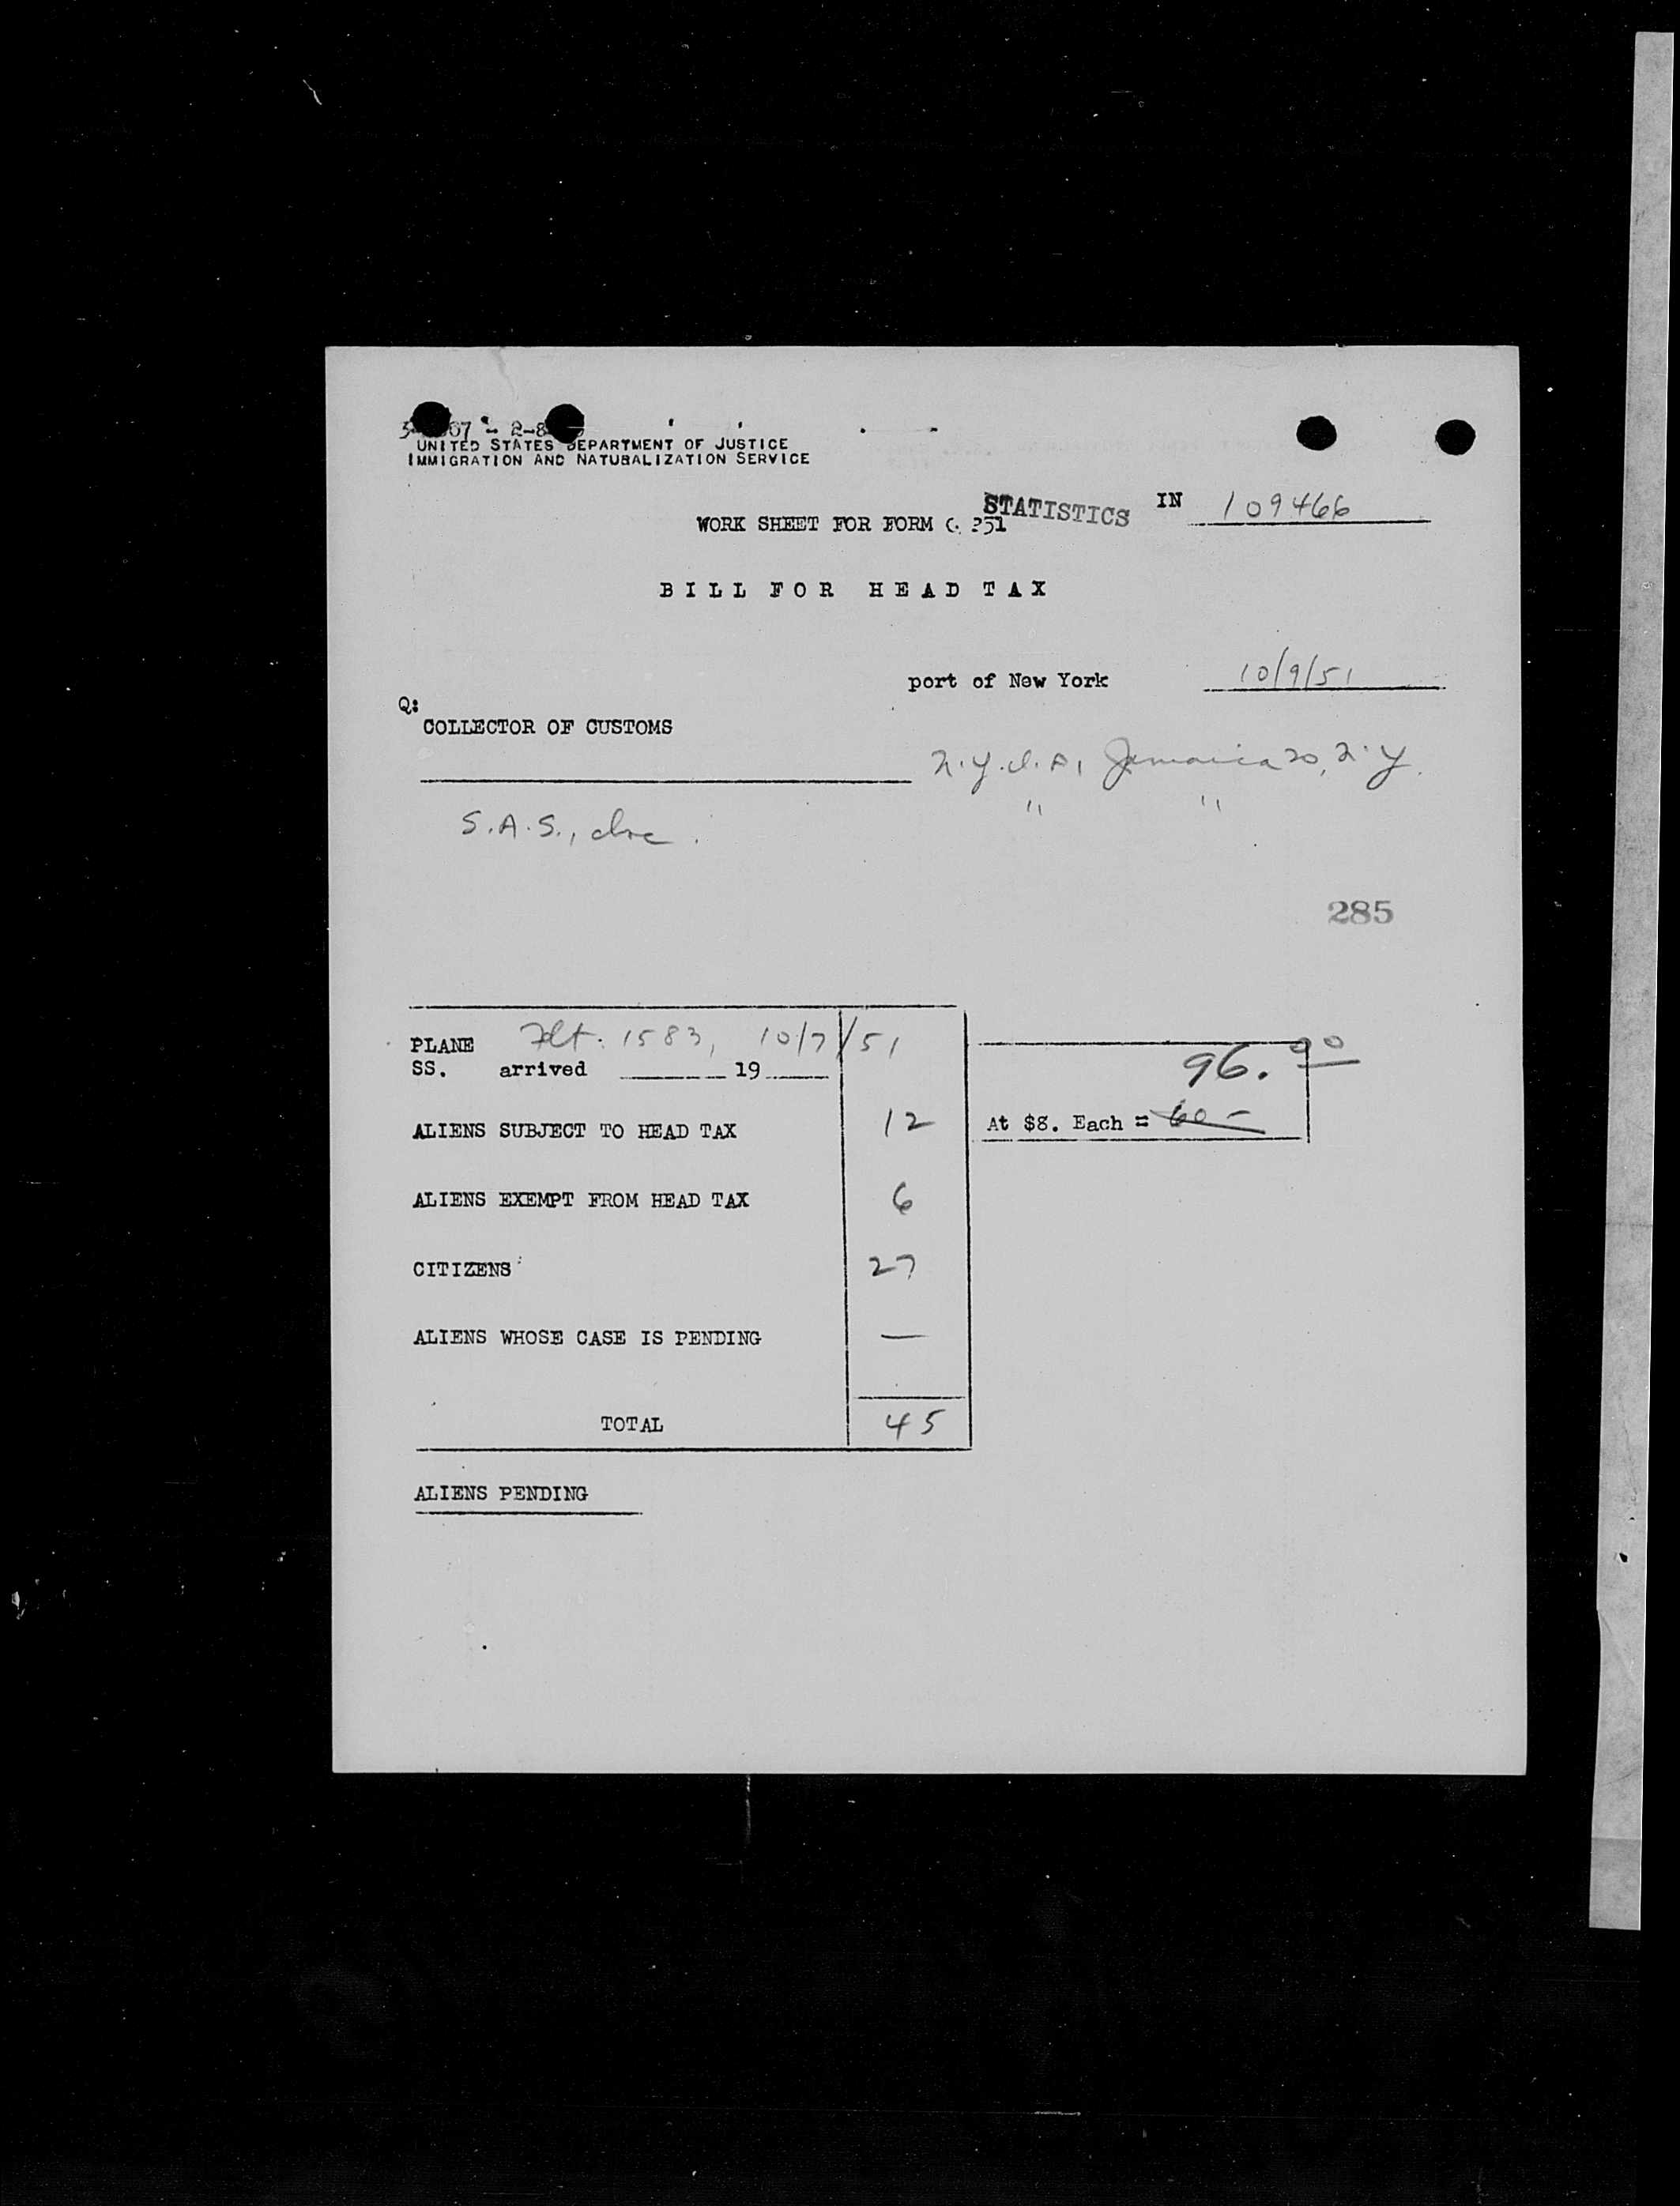 UNITED STATES DEPARTMENT OF JUSTICE
IMMIGRATION AND NATURALIZATION SERVICE
STATISTICS IN 109466
WORK SHEET FOR FORM 251
BILL FOR HEAD TAX
port of New York 10/9/51
Q:
COLLECTOR OF CUSTOMS
N.Y.I.A, Jamaica 20, N.Y.
" "
S.A.S., Inc.
285
PLANE Flt. 1583, 10/7/51
SS. arrived 19
96.00
ALIENS SUBJECT TO HEAD TAX 12 At $8. Each = 60-
ALIENS EXEMPT FROM HEAD TAX 6
CITIZENS 27
ALIENS WHOSE CASE IS PENDING —
TOTAL 45
ALIENS PENDING